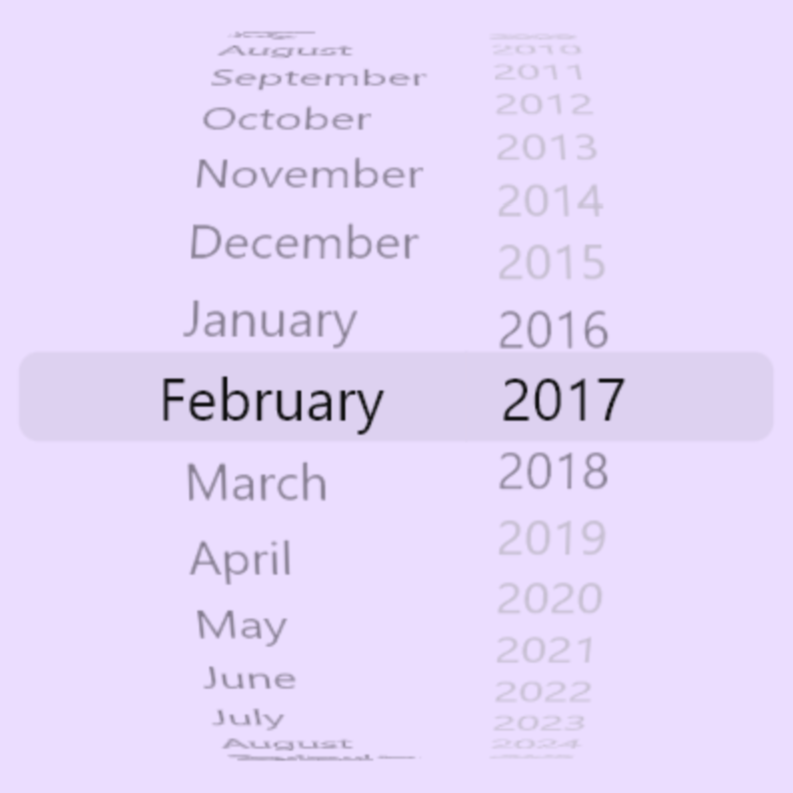 August 2010
September 2011
October 2012
November 2013
December 2014
January 2015
2016
February 2017
March 2018
April 2019
May 2020
June 2021
July 2022
August 2023
2024